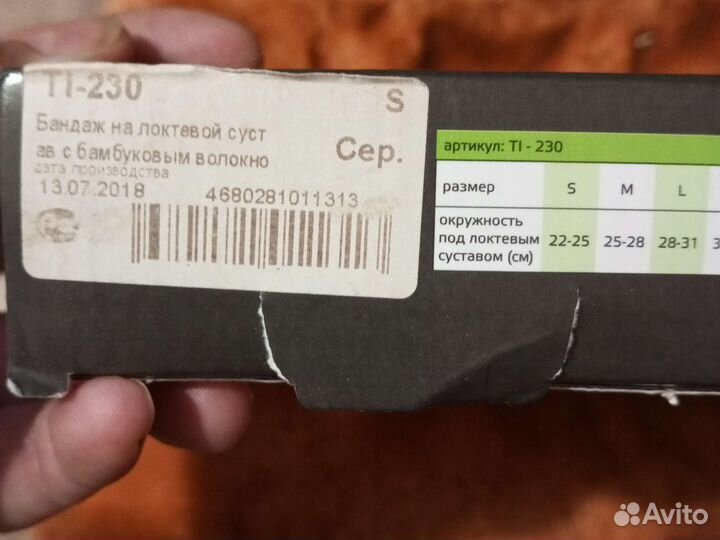 TI-230
S
Бандаж на локтевой суст
ав с бамбуковым волокно
Сер.
дата производства
13.07.2018
4680281011313
артикул: TI - 230
размер S M L
окружность
под локтевым
суставом (см)
22-25 25-28 28-31 3
Avito